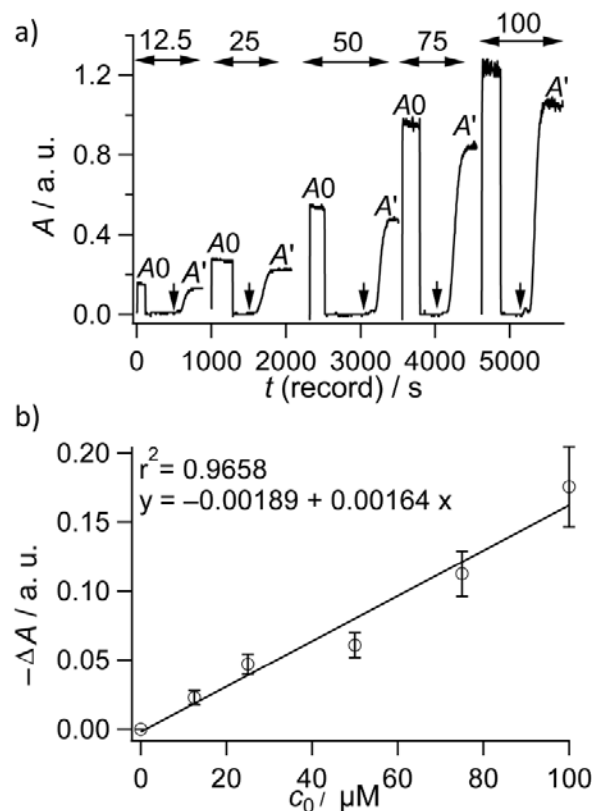 a)
12.5 25 50 75 100
1.2
0.8
0.4
0.0
A / a. u.
A0 A' A0 A' A0 A' A0 A' A'
0 1000 2000 3000 4000 5000
t (record) / s
b)
r² = 0.9658
y = –0.00189 + 0.00164 x
0.20
0.15
0.10
0.05
0.00
–ΔA / a. u.
0 20 40 60 80 100
c₀ / µM